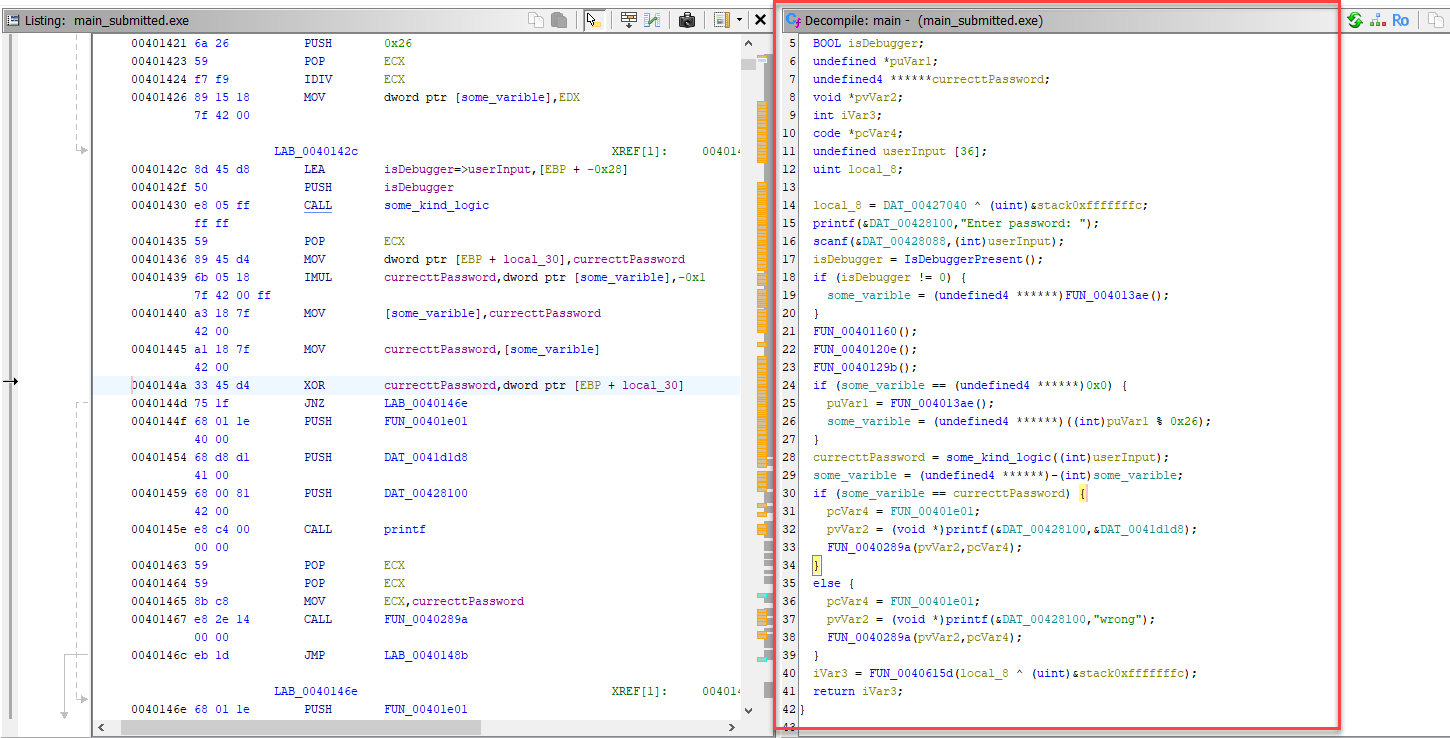 Listing: main_submitted.exe
00401421 6a 26 PUSH 0x26
00401423 59 POP ECX
00401424 f7 f9 IDIV ECX
00401426 89 15 18 MOV dword ptr [some_varible],EDX
7f 42 00
LAB_0040142c XREF[1]: 004014
0040142c 8d 45 d8 LEA isDebugger=>userInput,[EBP + -0x28]
0040142f 50 PUSH isDebugger
00401430 e8 05 ff CALL some_kind_logic
ff ff
00401435 59 POP ECX
00401436 89 45 d4 MOV dword ptr [EBP + local_30],currecttPassword
00401439 6b 05 18 IMUL currecttPassword,dword ptr [some_varible],-0x1
7f 42 00 ff
00401440 a3 18 7f MOV [some_varible],currecttPassword
42 00
00401445 a1 18 7f MOV currecttPassword,[some_varible]
42 00
0040144a 33 45 d4 XOR currecttPassword,dword ptr [EBP + local_30]
0040144d 75 1f JNZ LAB_0040146e
0040144f 68 01 1e PUSH FUN_00401e01
40 00
00401454 68 d8 d1 PUSH DAT_0041d1d8
41 00
00401459 68 00 81 PUSH DAT_00428100
42 00
0040145e e8 c4 00 CALL printf
00 00
00401463 59 POP ECX
00401464 59 POP ECX
00401465 8b c8 MOV ECX,currecttPassword
00401467 e8 2e 14 CALL FUN_0040289a
00 00
0040146c eb 1d JMP LAB_0040148b
LAB_0040146e XREF[1]: 004014
0040146e 68 01 1e PUSH FUN_00401e01
Decompile: main - (main_submitted.exe)
Ro
5 BOOL isDebugger;
6 undefined *puVar1;
7 undefined4 ******currecttPassword;
8 void *pvVar2;
9 int iVar3;
10 code *pcVar4;
11 undefined userInput [36];
12 uint local_8;
13
14 local_8 = DAT_00427040 ^ (uint)&stack0xfffffffc;
15 printf(&DAT_00428100,"Enter password: ");
16 scanf(&DAT_00428088,(int)userInput);
17 isDebugger = IsDebuggerPresent();
18 if (isDebugger != 0) {
19 some_varible = (undefined4 ******)FUN_004013ae();
20 }
21 FUN_00401160();
22 FUN_0040120e();
23 FUN_0040129b();
24 if (some_varible == (undefined4 ******)0x0) {
25 puVar1 = FUN_004013ae();
26 some_varible = (undefined4 ******)((int)puVar1 % 0x26);
27 }
28 currecttPassword = some_kind_logic((int)userInput);
29 some_varible = (undefined4 ******)-(int)some_varible;
30 if (some_varible == currecttPassword) {
31 pcVar4 = FUN_00401e01;
32 pvVar2 = (void *)printf(&DAT_00428100,&DAT_0041d1d8);
33 FUN_0040289a(pvVar2,pcVar4);
34 }
35 else {
36 pcVar4 = FUN_00401e01;
37 pvVar2 = (void *)printf(&DAT_00428100,"wrong");
38 FUN_0040289a(pvVar2,pcVar4);
39 }
40 iVar3 = FUN_0040615d(local_8 ^ (uint)&stack0xfffffffc);
41 return iVar3;
42 }
43